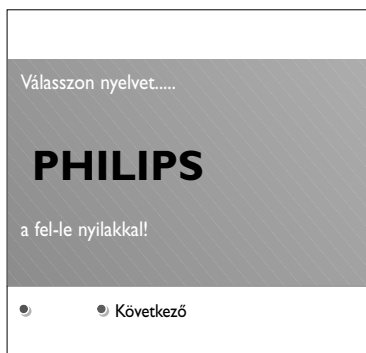 Válasszon nyelvet.....
PHILIPS
a fel-le nyilakkal!
Következő